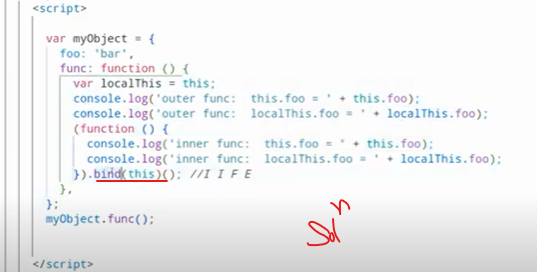 <script>
var myObject = {
foo: 'bar',
func: function () {
var localThis = this;
console.log('outer func:  this.foo = ' + this.foo);
console.log('outer func:  localThis.foo = ' + localThis.foo);
(function () {
console.log('inner func:  this.foo = ' + this.foo);
console.log('inner func:  localThis.foo = ' + localThis.foo);
}).bind(this)(); //I I F E
},
};
myObject.func();
</script>